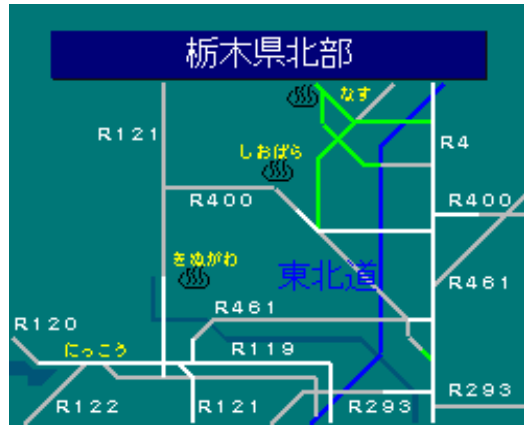 栃木県北部
なす
R121
R4
しおばら
R400
R400
きぬがわ
東北道
R461
R461
R120
にっこう
R119
R293
R122
R121
R293